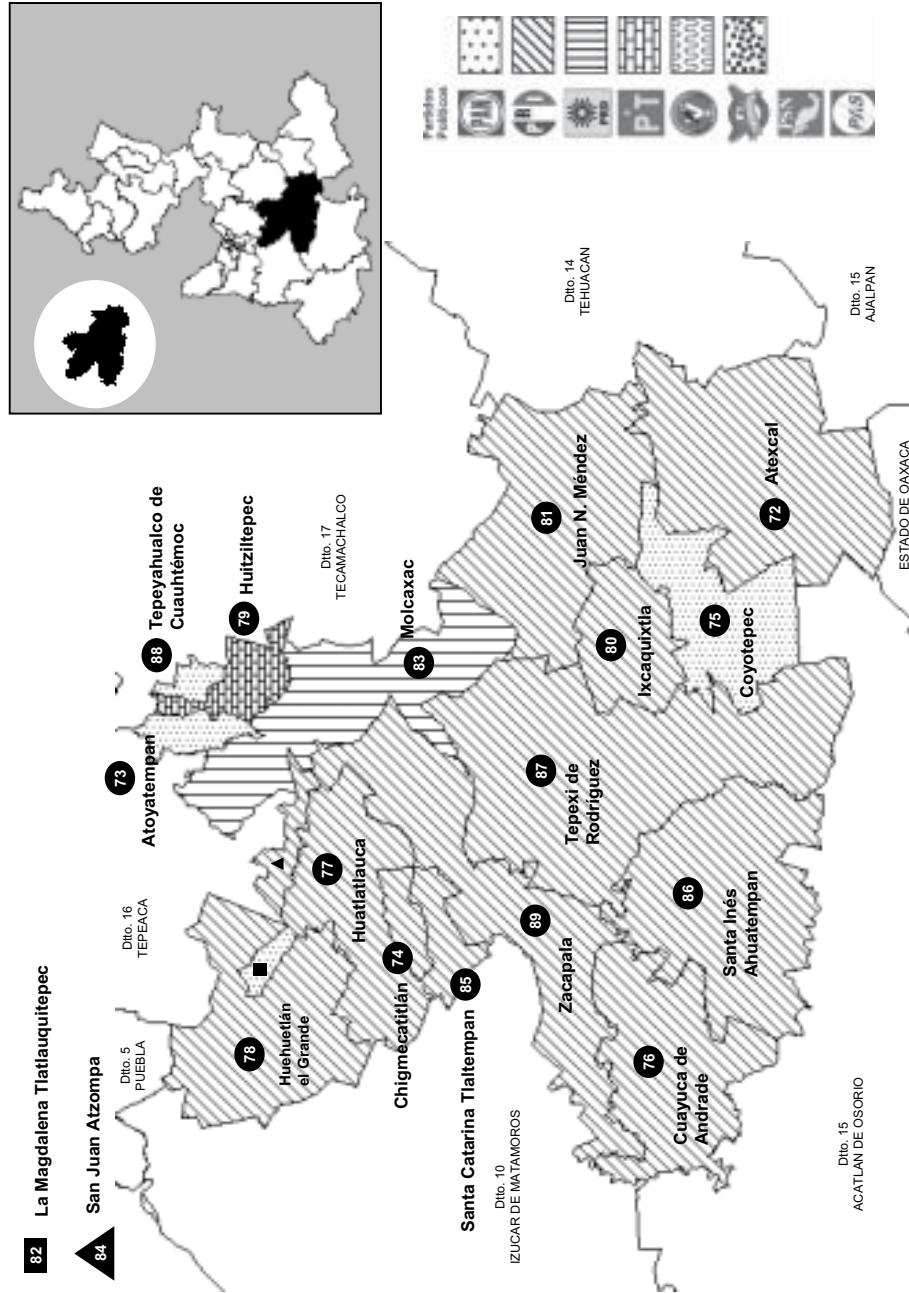 82
La Magdalena Tlatlauquitepec
84
San Juan Atzompa
Partidos
Políticos
PAN
PRD
PT
PSN
PAS
Dtto. 5
PUEBLA
Dtto. 16
TEPEACA
73
Atoyatempan
88
Tepeyahualco de
Cuauhtémoc
79
Huitziltepec
Dtto. 17
TECAMACHALCO
78
Huehuetlán
el Grande
77
Huatlatlauca
74
Chigmecatitlán
83
Molcaxac
85
Santa Catarina Tlaltempan
Dtto. 10
IZUCAR DE MATAMOROS
89
Zacapala
87
Tepexi de
Rodríguez
81
Juan N. Méndez
80
Ixcaquixtla
Dtto. 14
TEHUACAN
76
Cuayuca de
Andrade
86
Santa Inés
Ahuatempan
75
Coyotepec
72
Atexcal
Dtto. 15
ACATLAN DE OSORIO
ESTADO DE OAXACA
Dtto. 15
AJALPAN